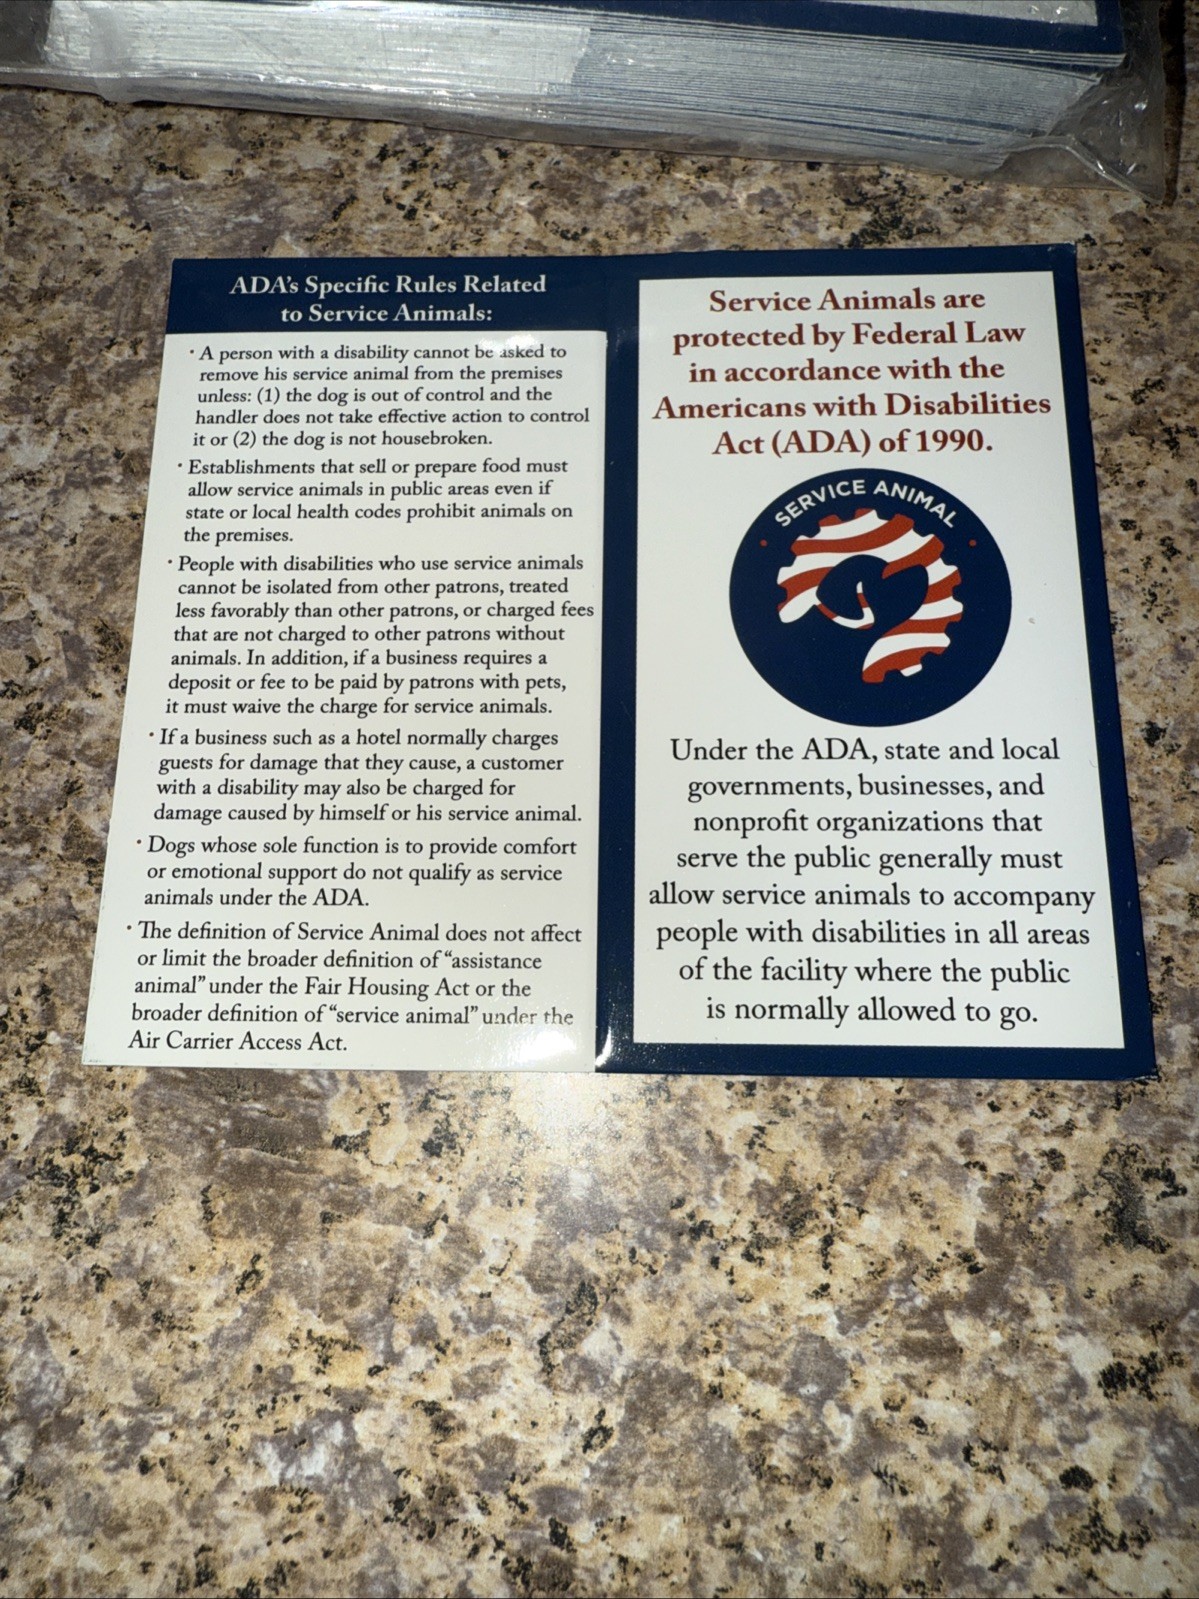 ADA's Specific Rules Related
to Service Animals:
· A person with a disability cannot be asked to
remove his service animal from the premises
unless: (1) the dog is out of control and the
handler does not take effective action to control
it or (2) the dog is not housebroken.
· Establishments that sell or prepare food must
allow service animals in public areas even if
state or local health codes prohibit animals on
the premises.
· People with disabilities who use service animals
cannot be isolated from other patrons, treated
less favorably than other patrons, or charged fees
that are not charged to other patrons without
animals. In addition, if a business requires a
deposit or fee to be paid by patrons with pets,
it must waive the charge for service animals.
· If a business such as a hotel normally charges
guests for damage that they cause, a customer
with a disability may also be charged for
damage caused by himself or his service animal.
· Dogs whose sole function is to provide comfort
or emotional support do not qualify as service
animals under the ADA.
· The definition of Service Animal does not affect
or limit the broader definition of “assistance
animal” under the Fair Housing Act or the
broader definition of “service animal” under the
Air Carrier Access Act.
Service Animals are
protected by Federal Law
in accordance with the
Americans with Disabilities
Act (ADA) of 1990.
SERVICE ANIMAL
Under the ADA, state and local
governments, businesses, and
nonprofit organizations that
serve the public generally must
allow service animals to accompany
people with disabilities in all areas
of the facility where the public
is normally allowed to go.